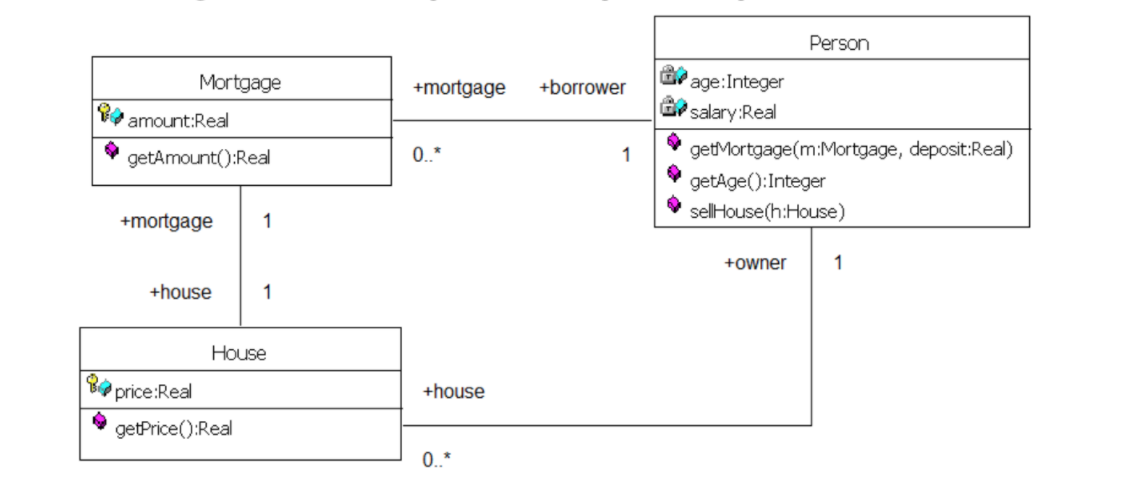 Person
age:Integer
salary:Real
getMortgage(m:Mortgage, deposit:Real)
getAge():Integer
sellHouse(h:House)
Mortgage
amount:Real
getAmount():Real
+mortgage
+borrower
0..*
1
+mortgage
1
+house
1
+owner
1
House
price:Real
getPrice():Real
+house
0..*